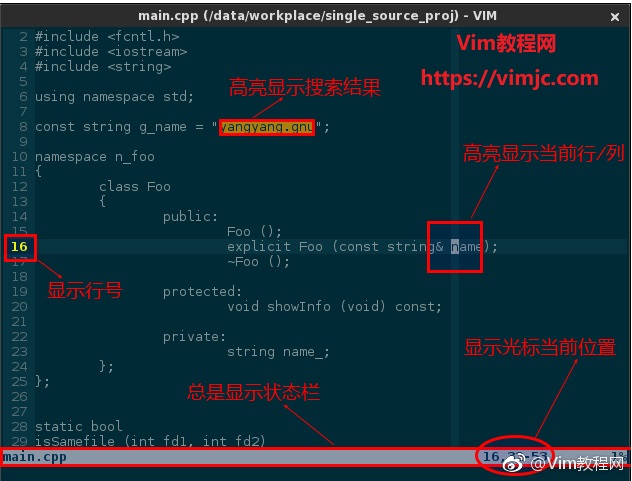 main.cpp (/data/workplace/single_source_proj) - VIM
2 #include <fcntl.h>
3 #include <iostream>
4 #include <string>
5
6 using namespace std;
7
8 const string g_name = "yangyang.gnu";
9
10 namespace n_foo
11 {
12 class Foo
13 {
14 public:
15 Foo ();
16 explicit Foo (const string& name);
17 ~Foo ();
18
19 protected:
20 void showInfo (void) const;
21
22 private:
23 string name_;
24 };
25 };
26
27
28 static bool
29 isSamefile (int fd1, int fd2)
main.cpp 1%
Vim教程网
https://vimjc.com
高亮显示搜索结果
高亮显示当前行/列
显示行号
显示光标当前位置
总是显示状态栏
@Vim教程网